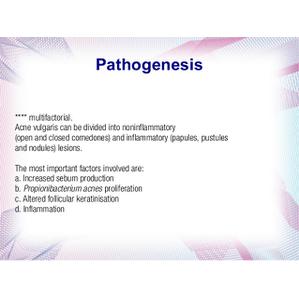 Pathogenesis
**** multifactorial.
Acne vulgaris can be divided into noninflammatory
(open and closed comedones) and inflammatory (papules, pustules
and nodules) lesions.
The most important factors involved are:
a. Increased sebum production
b. Propionibacterium acnes proliferation
c. Altered follicular keratinisation
d. Inflammation